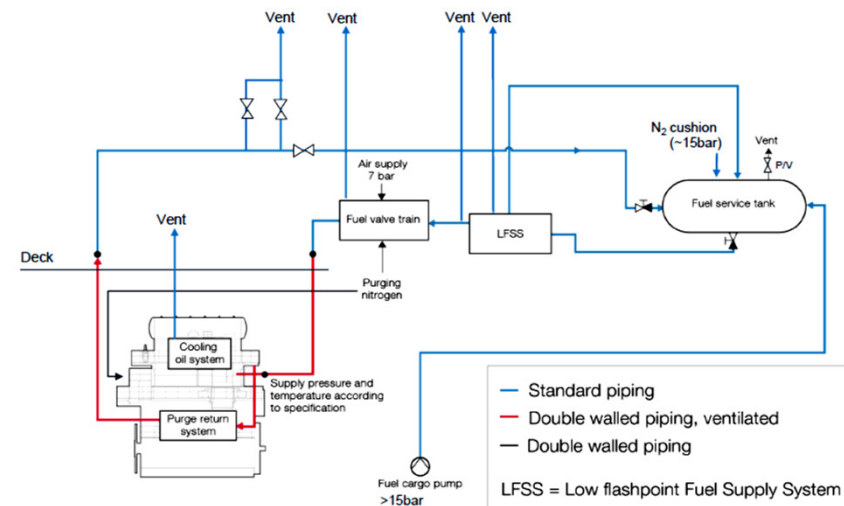 Vent
Vent
Vent Vent
N₂ cushion
(~15bar)
Vent
P/V
Air supply
7 bar
Fuel valve train
LFSS
Fuel service tank
Vent
Deck
Purging
nitrogen
Cooling
oil system
Supply pressure and
temperature according
to specification
Purge return
system
Fuel cargo pump
>15bar
Standard piping
Double walled piping, ventilated
Double walled piping
LFSS = Low flashpoint Fuel Supply System